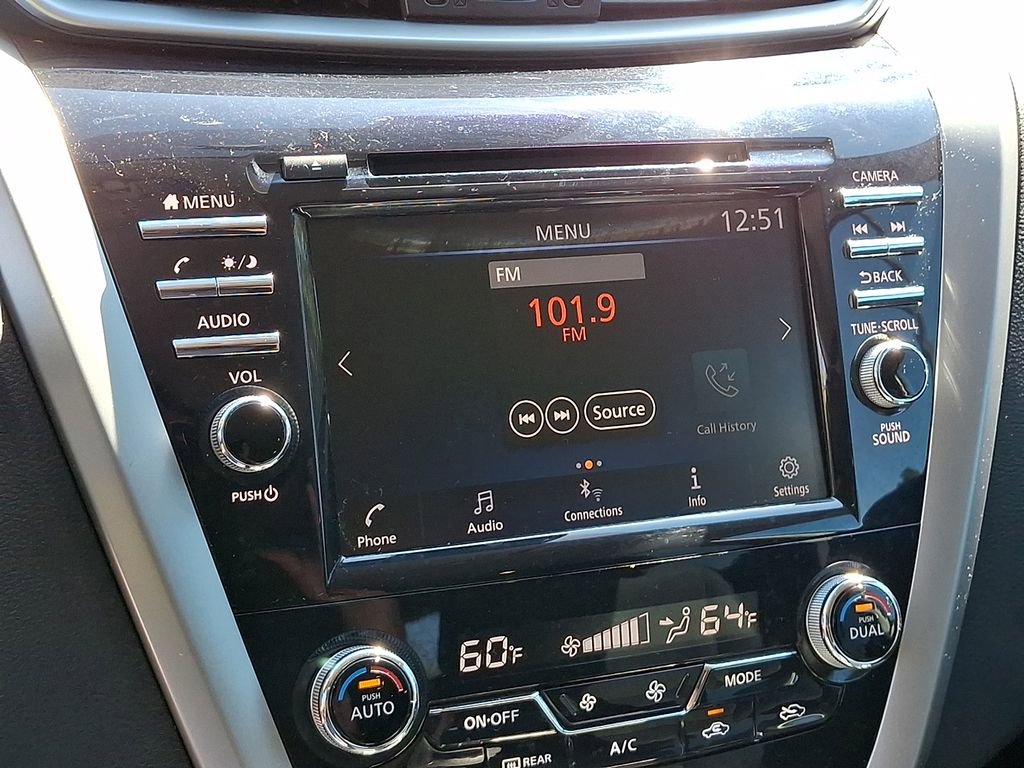 MENU
AUDIO
VOL
PUSH
MENU
12:51
FM
101.9
FM
Source
Call History
Phone
Audio
Connections
Info
Settings
CAMERA
BACK
TUNE·SCROLL
PUSH
SOUND
60°F
64°F
PUSH
AUTO
PUSH
DUAL
ON·OFF
MODE
REAR
A/C